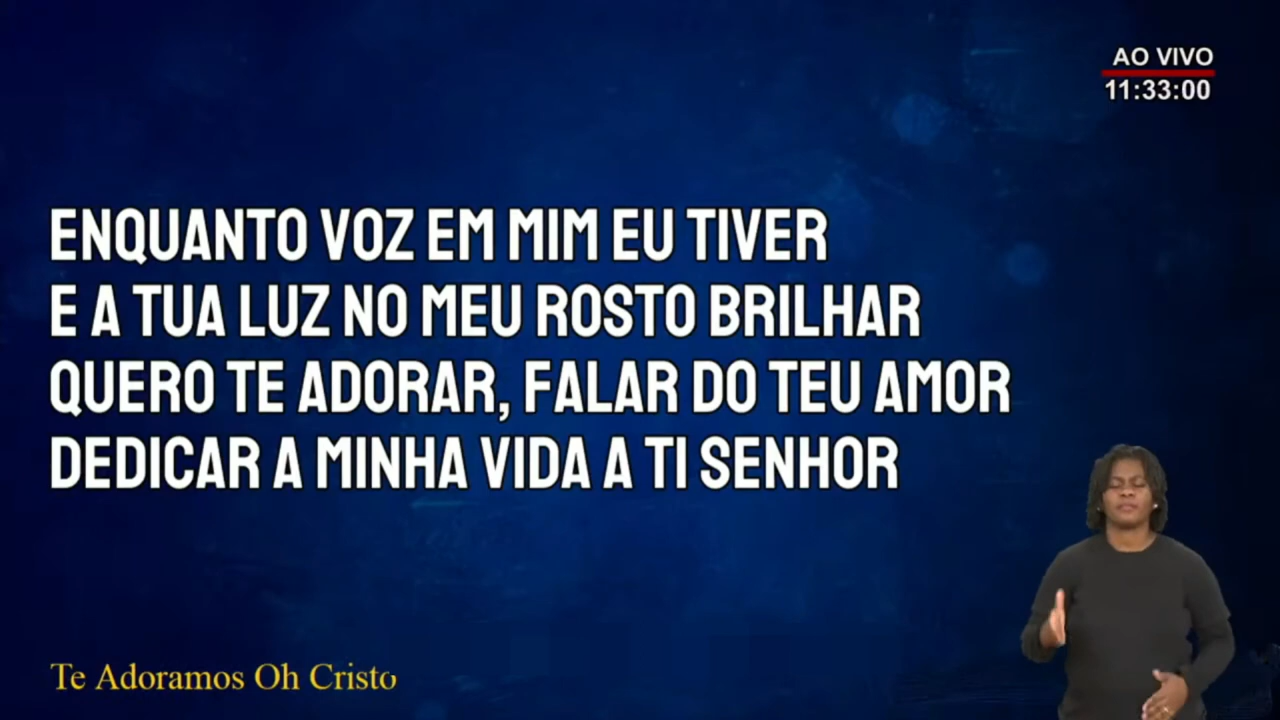 AO VIVO
11:33:00
ENQUANTO VOZ EM MIM EU TIVER
E A TUA LUZ NO MEU ROSTO BRILHAR
QUERO TE ADORAR, FALAR DO TEU AMOR
DEDICAR A MINHA VIDA A TI SENHOR
Te Adoramos Oh Cristo